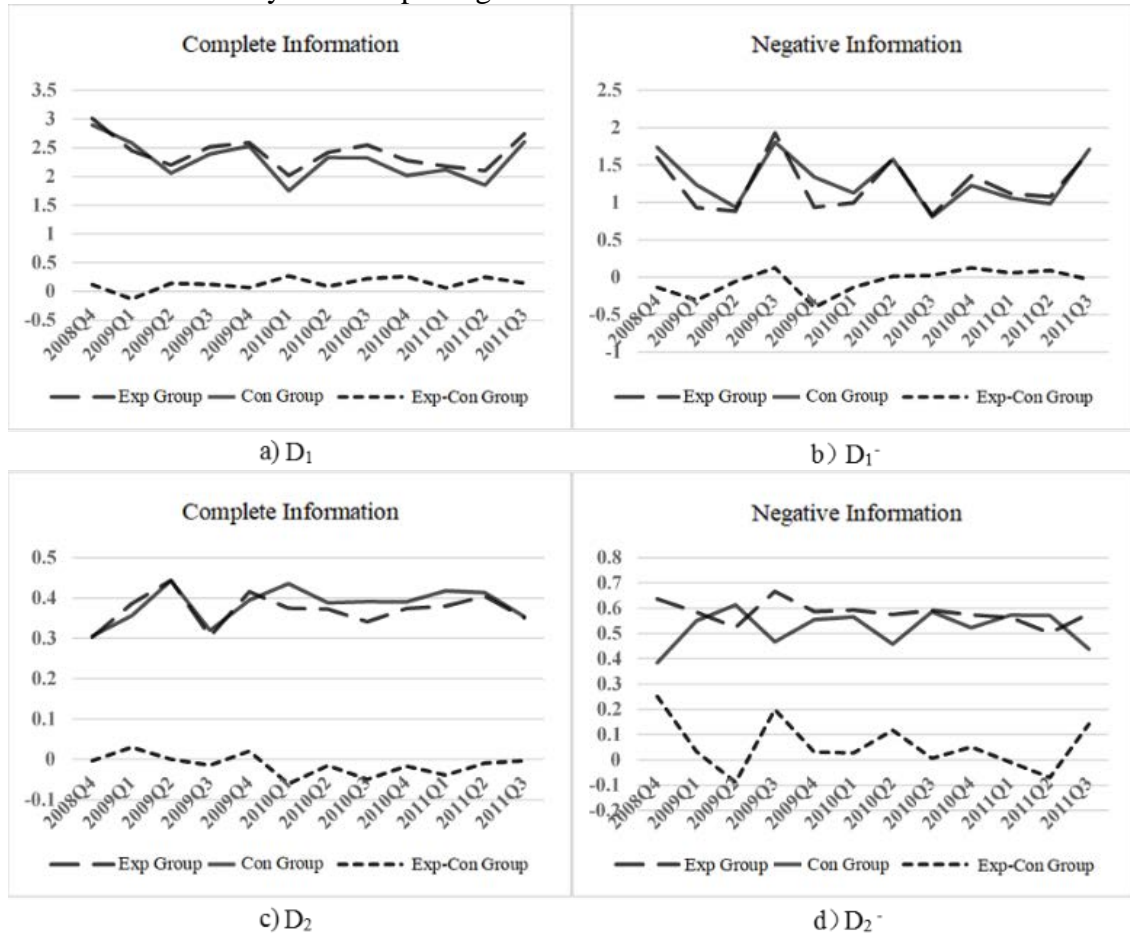 Complete Information
3.5
3
2.5
2
1.5
1
0.5
0
-0.5
2008Q4 2009Q1 2009Q2 2009Q3 2009Q4 2010Q1 2010Q2 2010Q3 2010Q4 2011Q1 2011Q2 2011Q3
Exp Group Con Group Exp-Con Group
a) D₁
Negative Information
2.5
2
1.5
1
0.5
0
-0.5
-1
2008Q4 2009Q1 2009Q2 2009Q3 2009Q4 2010Q1 2010Q2 2010Q3 2010Q4 2011Q1 2011Q2 2011Q3
Exp Group Con Group Exp-Con Group
b) D₁⁻
Complete Information
0.5
0.4
0.3
0.2
0.1
0
-0.1
2008Q4 2009Q1 2009Q2 2009Q3 2009Q4 2010Q1 2010Q2 2010Q3 2010Q4 2011Q1 2011Q2 2011Q3
Exp Group Con Group Exp-Con Group
c) D₂
Negative Information
0.8
0.7
0.6
0.5
0.4
0.3
0.2
0.1
0
-0.1
-0.2
2008Q4 2009Q1 2009Q2 2009Q3 2009Q4 2010Q1 2010Q2 2010Q3 2010Q4 2011Q1 2011Q2 2011Q3
Exp Group Con Group Exp-Con Group
d) D₂⁻